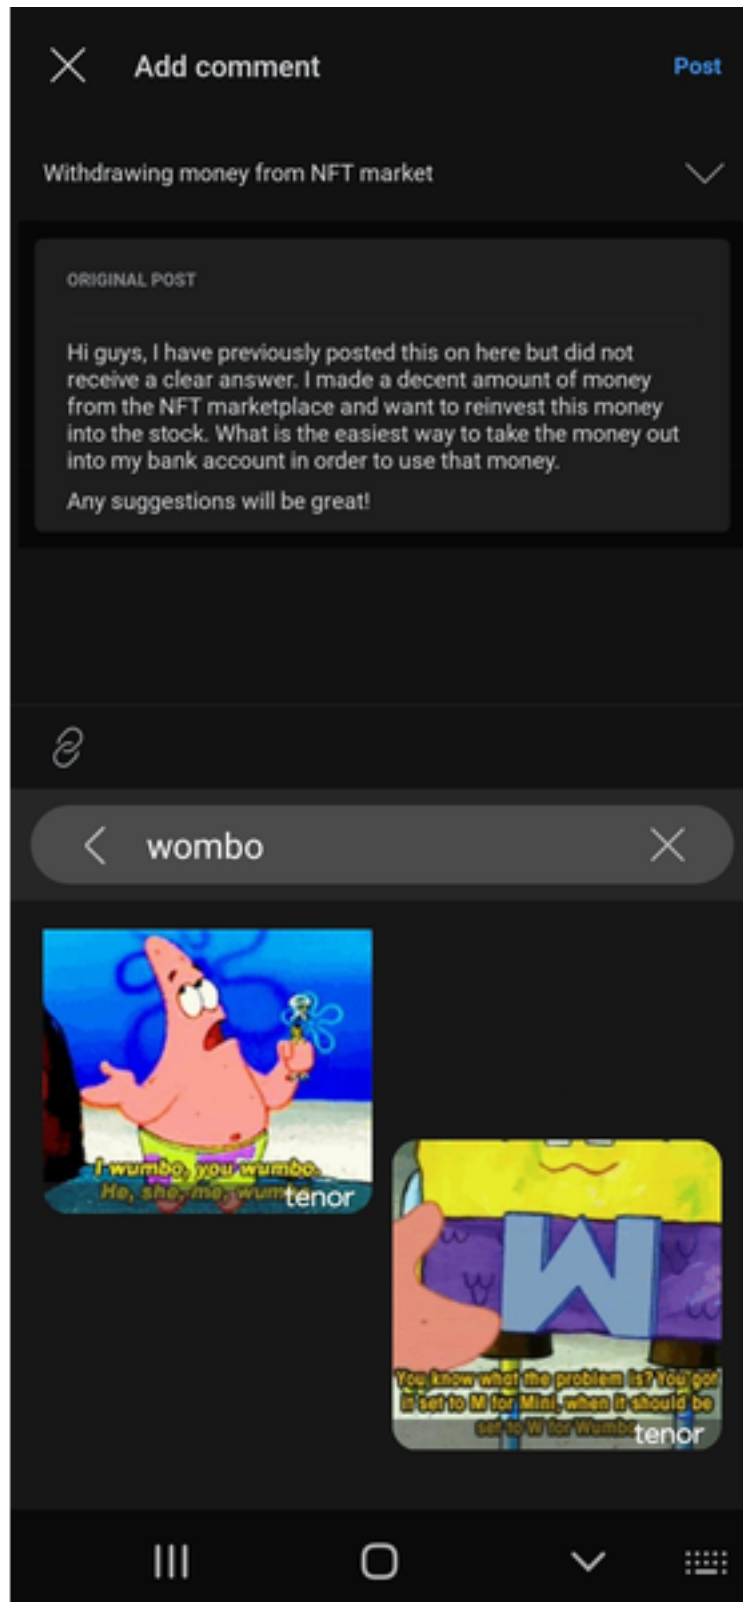 Add comment
Post
Withdrawing money from NFT market
ORIGINAL POST
Hi guys, I have previously posted this on here but did not
receive a clear answer. I made a decent amount of money
from the NFT marketplace and want to reinvest this money
into the stock. What is the easiest way to take the money out
into my bank account in order to use that money.
Any suggestions will be great!
wombo
I wumbo, you wumbo.
He, she, me, wum
tenor
W
You know what the problem is? You got
it set to M for Mini, when it should be
set to W for Wumbo
tenor